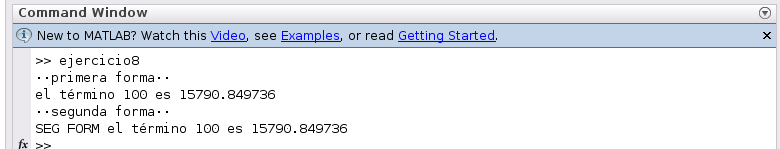 Command Window
New to MATLAB? Watch this Video, see Examples, or read Getting Started.
>> ejercicio8
··primera forma··
el término 100 es 15790.849736
··segunda forma··
SEG FORM el término 100 es 15790.849736
fx >>